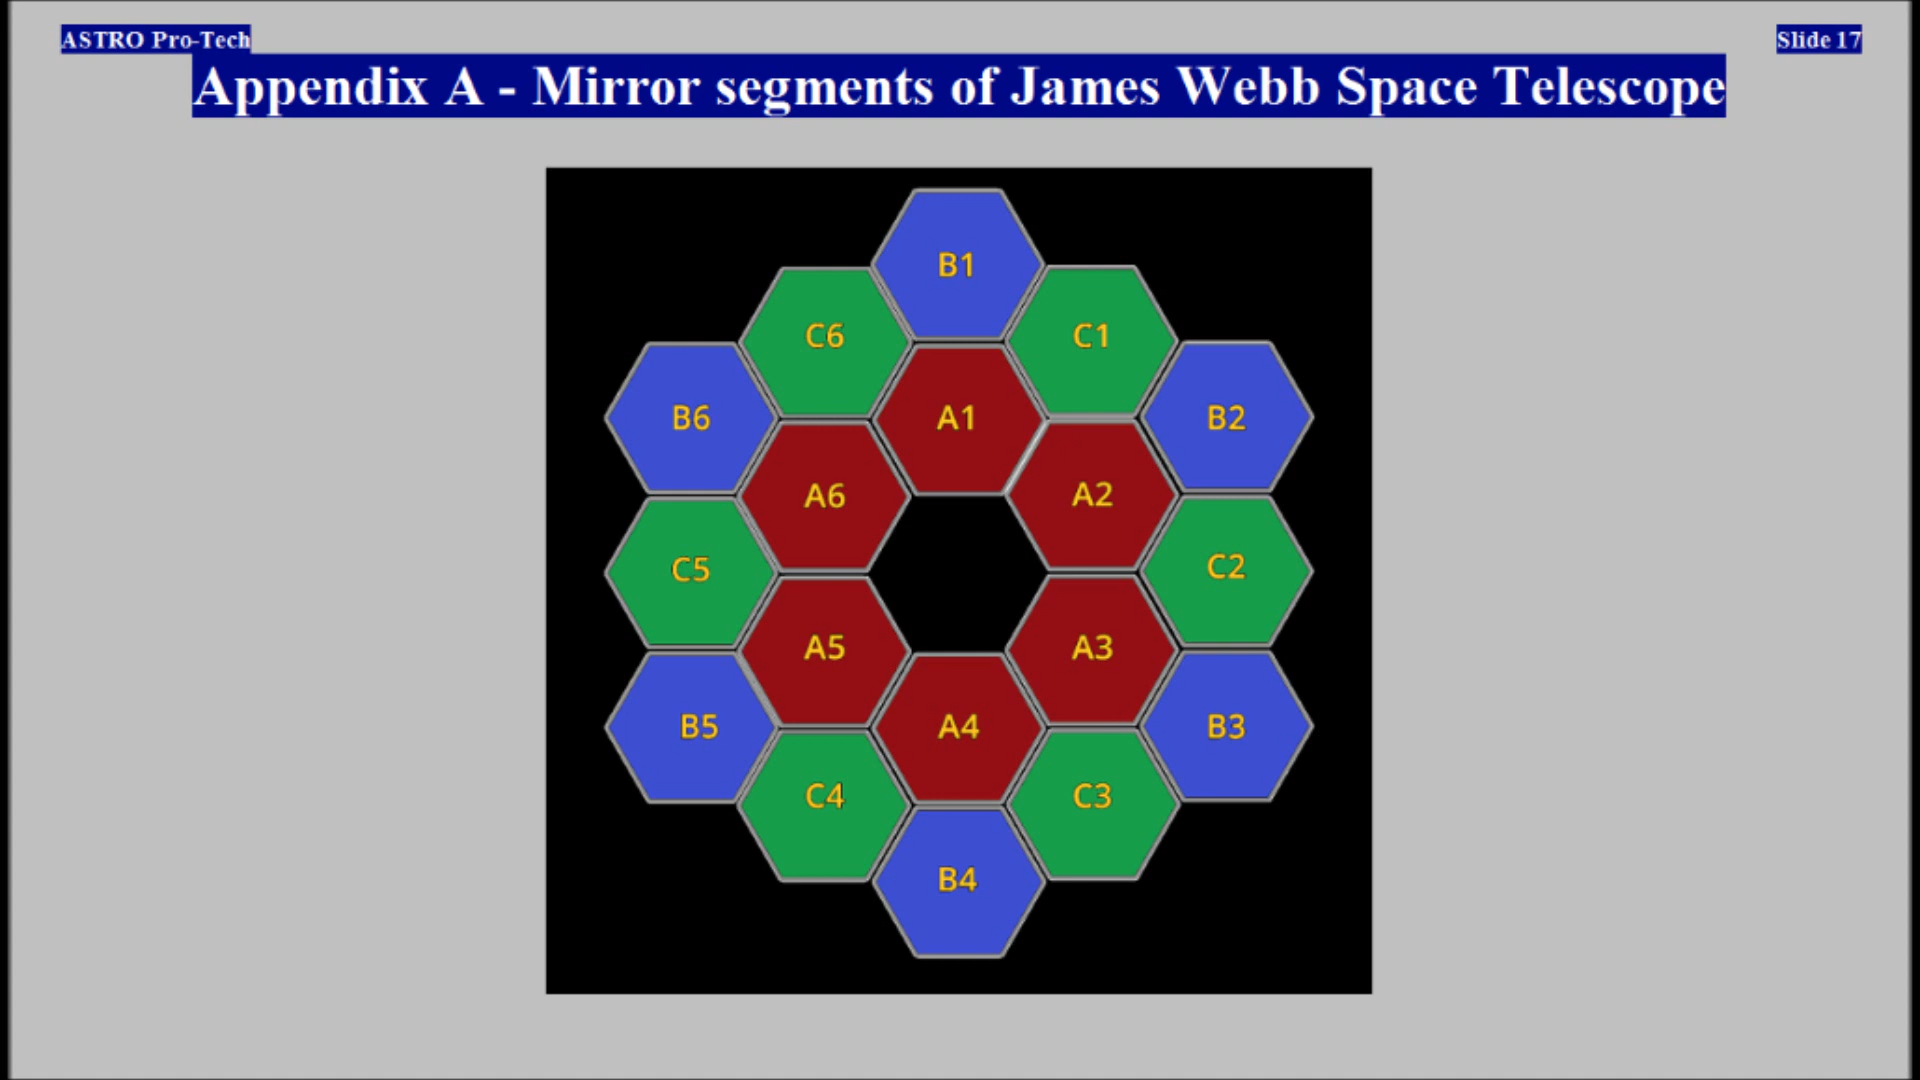 ASTRO Pro-Tech
Slide 17
Appendix A - Mirror segments of James Webb Space Telescope
B1
C6
C1
B6
A1
B2
A6
A2
C5
C2
A5
A3
B5
A4
B3
C4
C3
B4